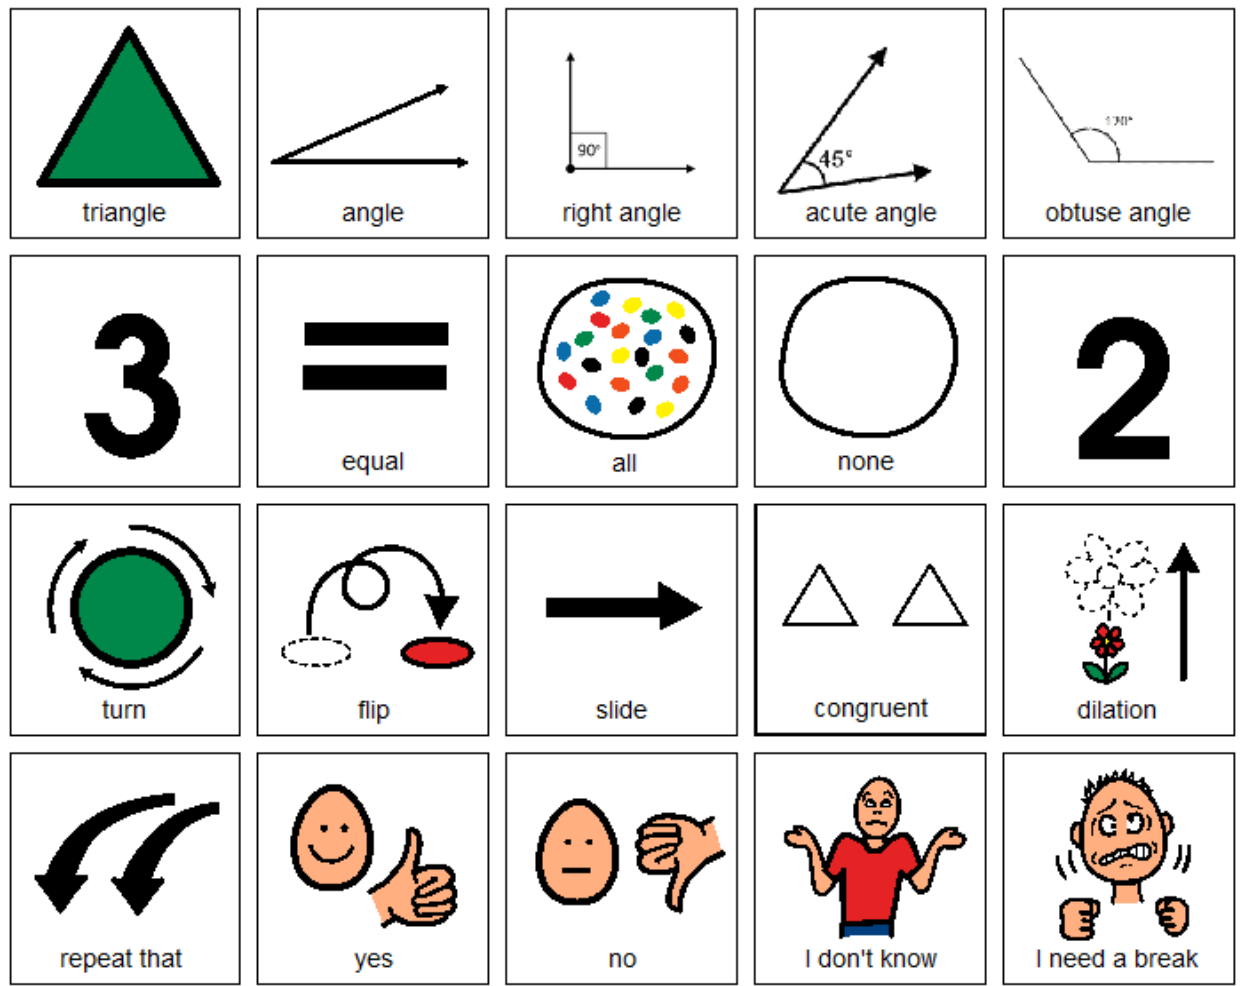 triangle
angle
90°
right angle
45°
acute angle
120°
obtuse angle
3
equal
all
none
2
turn
flip
slide
congruent
dilation
repeat that
yes
no
I don't know
I need a break